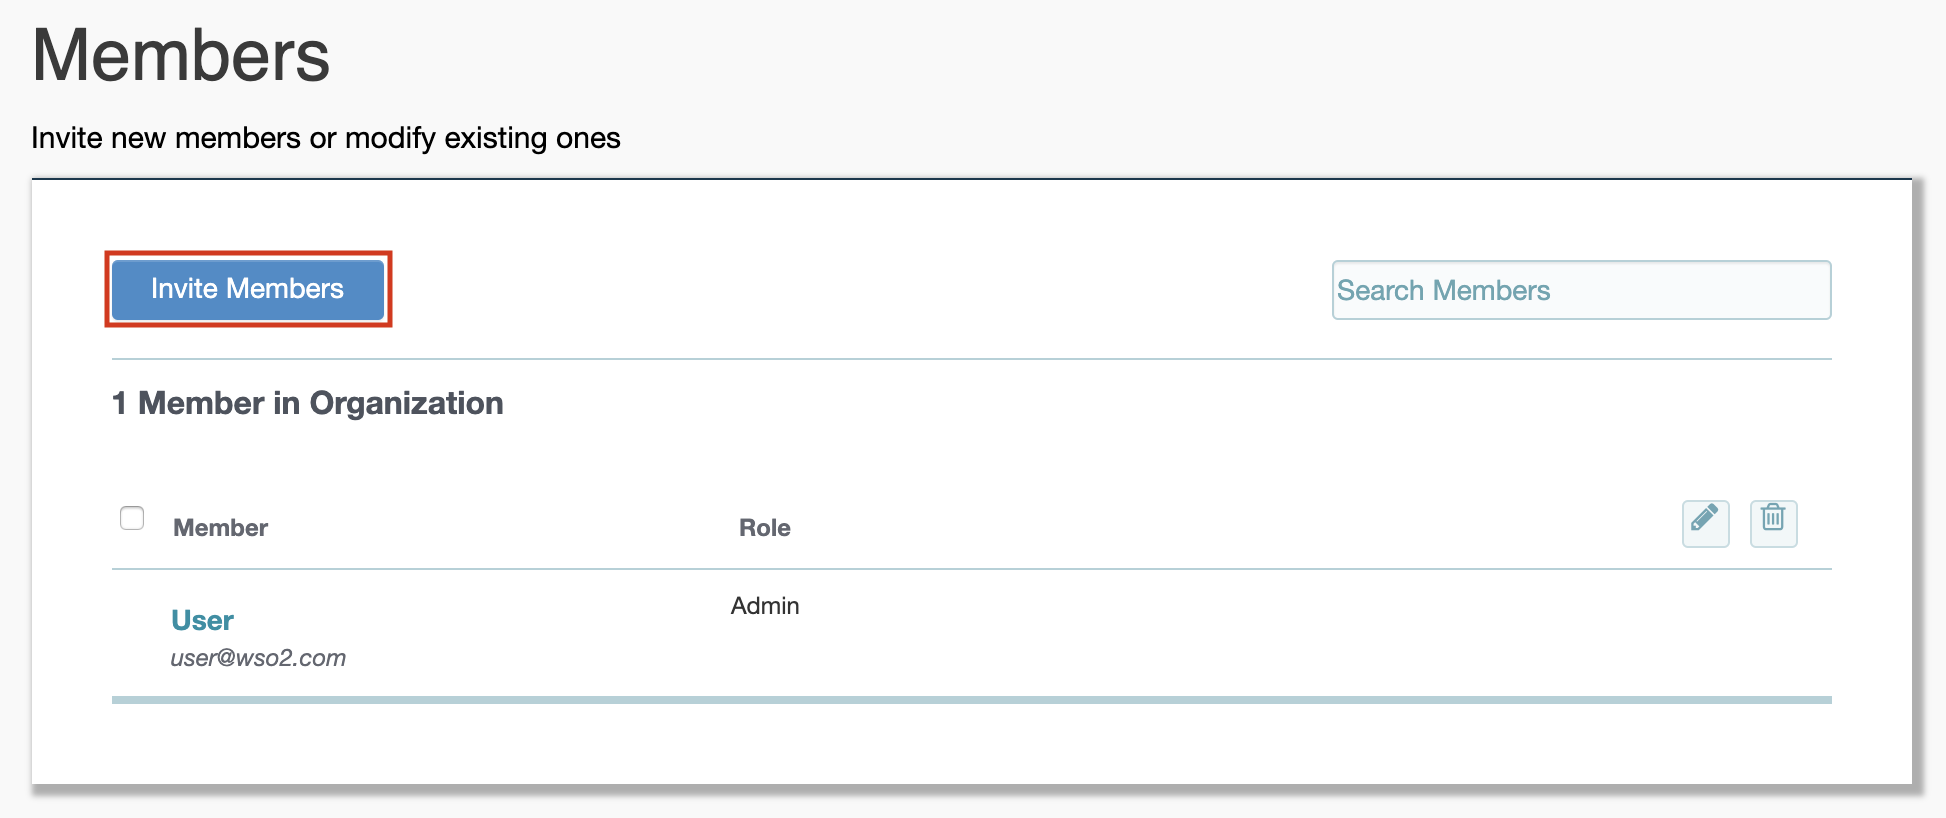 Members
Invite new members or modify existing ones
Invite Members
Search Members
1 Member in Organization
Member Role
User Admin
user@wso2.com